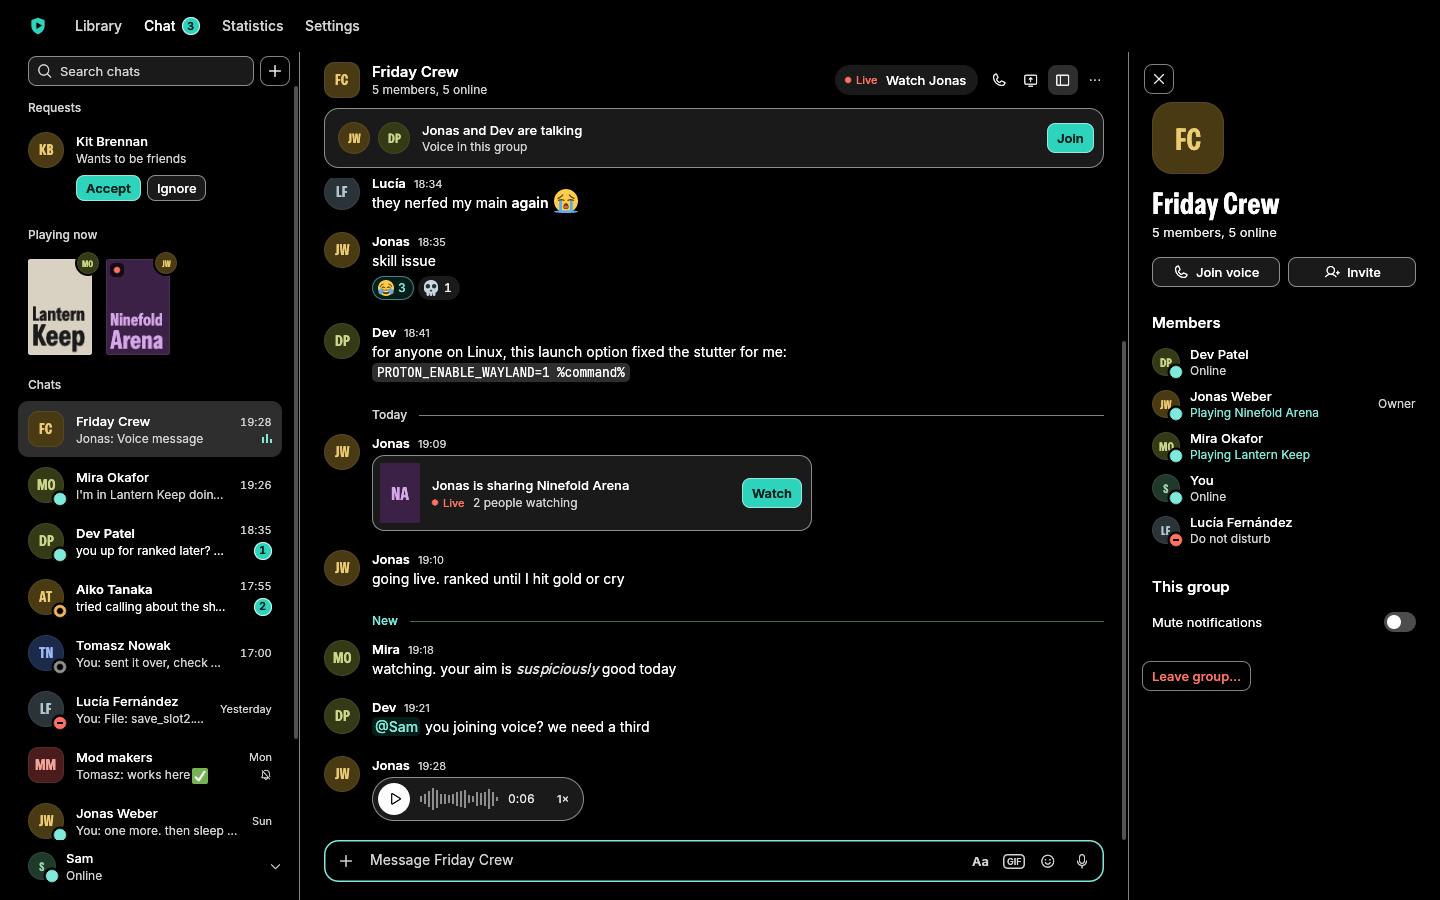 Library
Chat 3
Statistics
Settings
Search chats
Requests
KB
Kit Brennan
Wants to be friends
Accept
Ignore
Playing now
Lantern
Keep
MO
Ninefold
Arena
JW
Chats
FC
Friday Crew
19:28
Jonas: Voice message
MO
Mira Okafor
19:26
I'm in Lantern Keep doin...
DP
Dev Patel
18:35
you up for ranked later? ...
1
AT
Aiko Tanaka
17:55
tried calling about the sh...
2
TN
Tomasz Nowak
17:00
You: sent it over, check ...
LF
Lucía Fernández
Yesterday
You: File: save_slot2....
MM
Mod makers
Mon
Tomasz: works here ✅
JW
Jonas Weber
Sun
You: one more. then sleep ...
S
Sam
Online
FC
Friday Crew
5 members, 5 online
Live Watch Jonas
JW
DP
Jonas and Dev are talking
Voice in this group
Join
LF
Lucía 18:34
they nerfed my main again 😭
JW
Jonas 18:35
skill issue
😂 3
💀 1
DP
Dev 18:41
for anyone on Linux, this launch option fixed the stutter for me:
PROTON_ENABLE_WAYLAND=1 %command%
Today
JW
Jonas 19:09
NA
Jonas is sharing Ninefold Arena
Live 2 people watching
Watch
JW
Jonas 19:10
going live. ranked until I hit gold or cry
New
MO
Mira 19:18
watching. your aim is suspiciously good today
DP
Dev 19:21
@Sam you joining voice? we need a third
JW
Jonas 19:28
0:06
1×
Message Friday Crew
Aa
GIF
FC
Friday Crew
5 members, 5 online
Join voice
Invite
Members
DP
Dev Patel
Online
JW
Jonas Weber
Playing Ninefold Arena
Owner
MO
Mira Okafor
Playing Lantern Keep
S
You
Online
LF
Lucía Fernández
Do not disturb
This group
Mute notifications
Leave group...